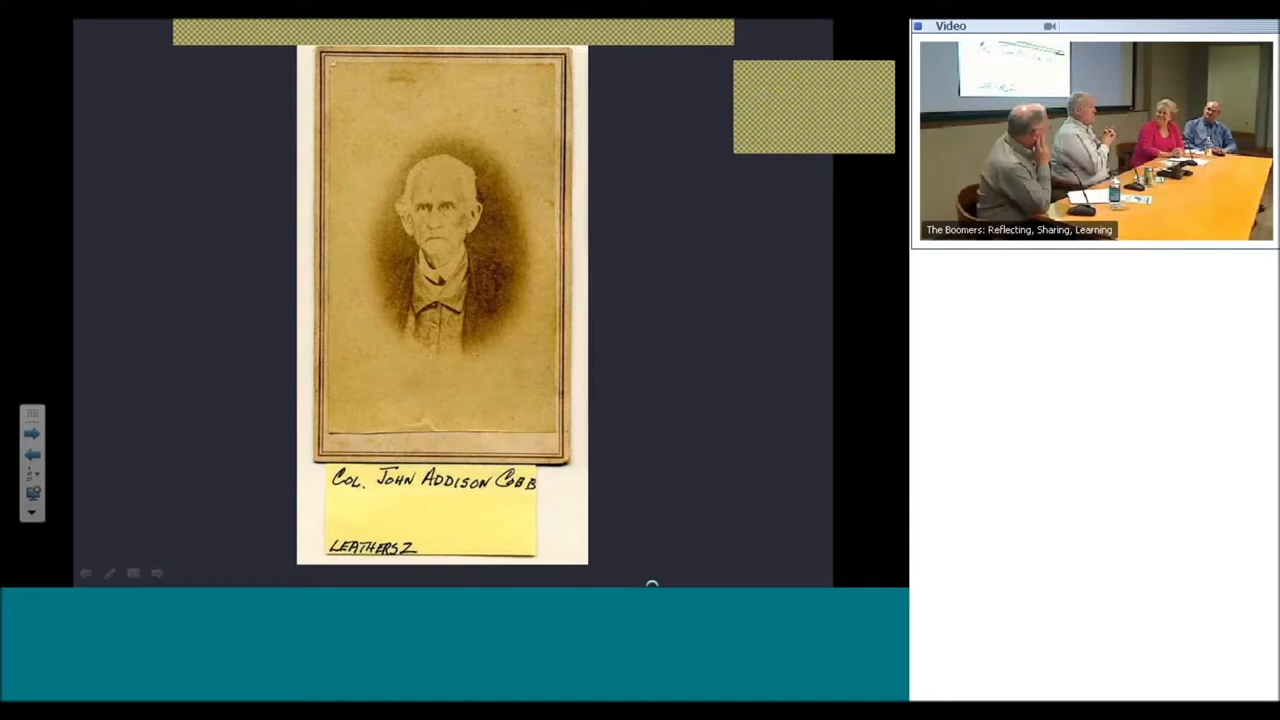 Video
The Boomers: Reflecting, Sharing, Learning
COL. JOHN ADDISON COBB
LEATHERS 2